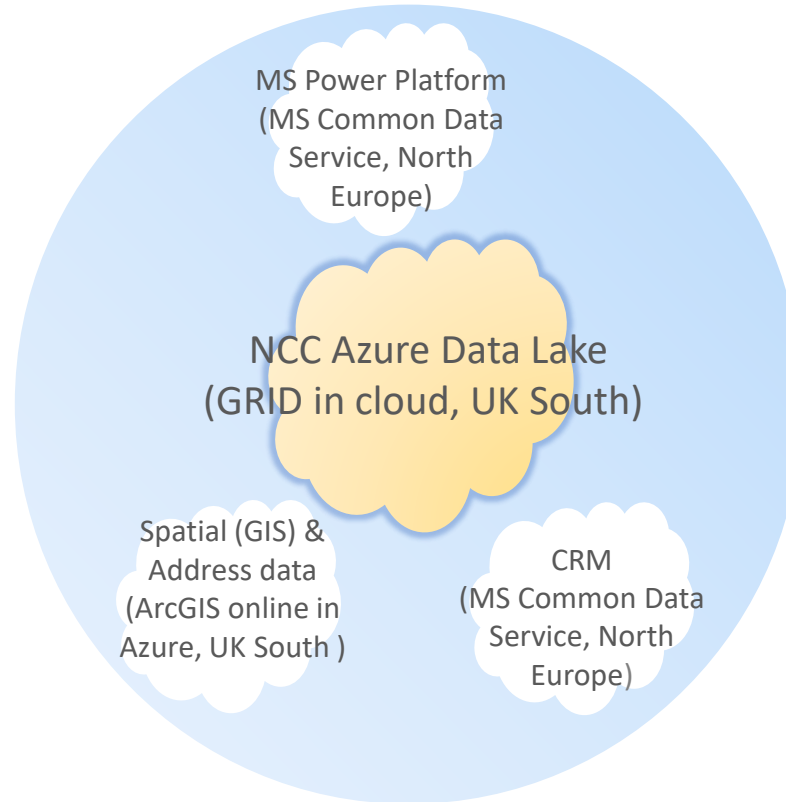 MS Power Platform
(MS Common Data
Service, North
Europe)
NCC Azure Data Lake
(GRID in cloud, UK South)
Spatial (GIS) &
Address data
(ArcGIS online in
Azure, UK South )
CRM
(MS Common Data
Service, North
Europe)